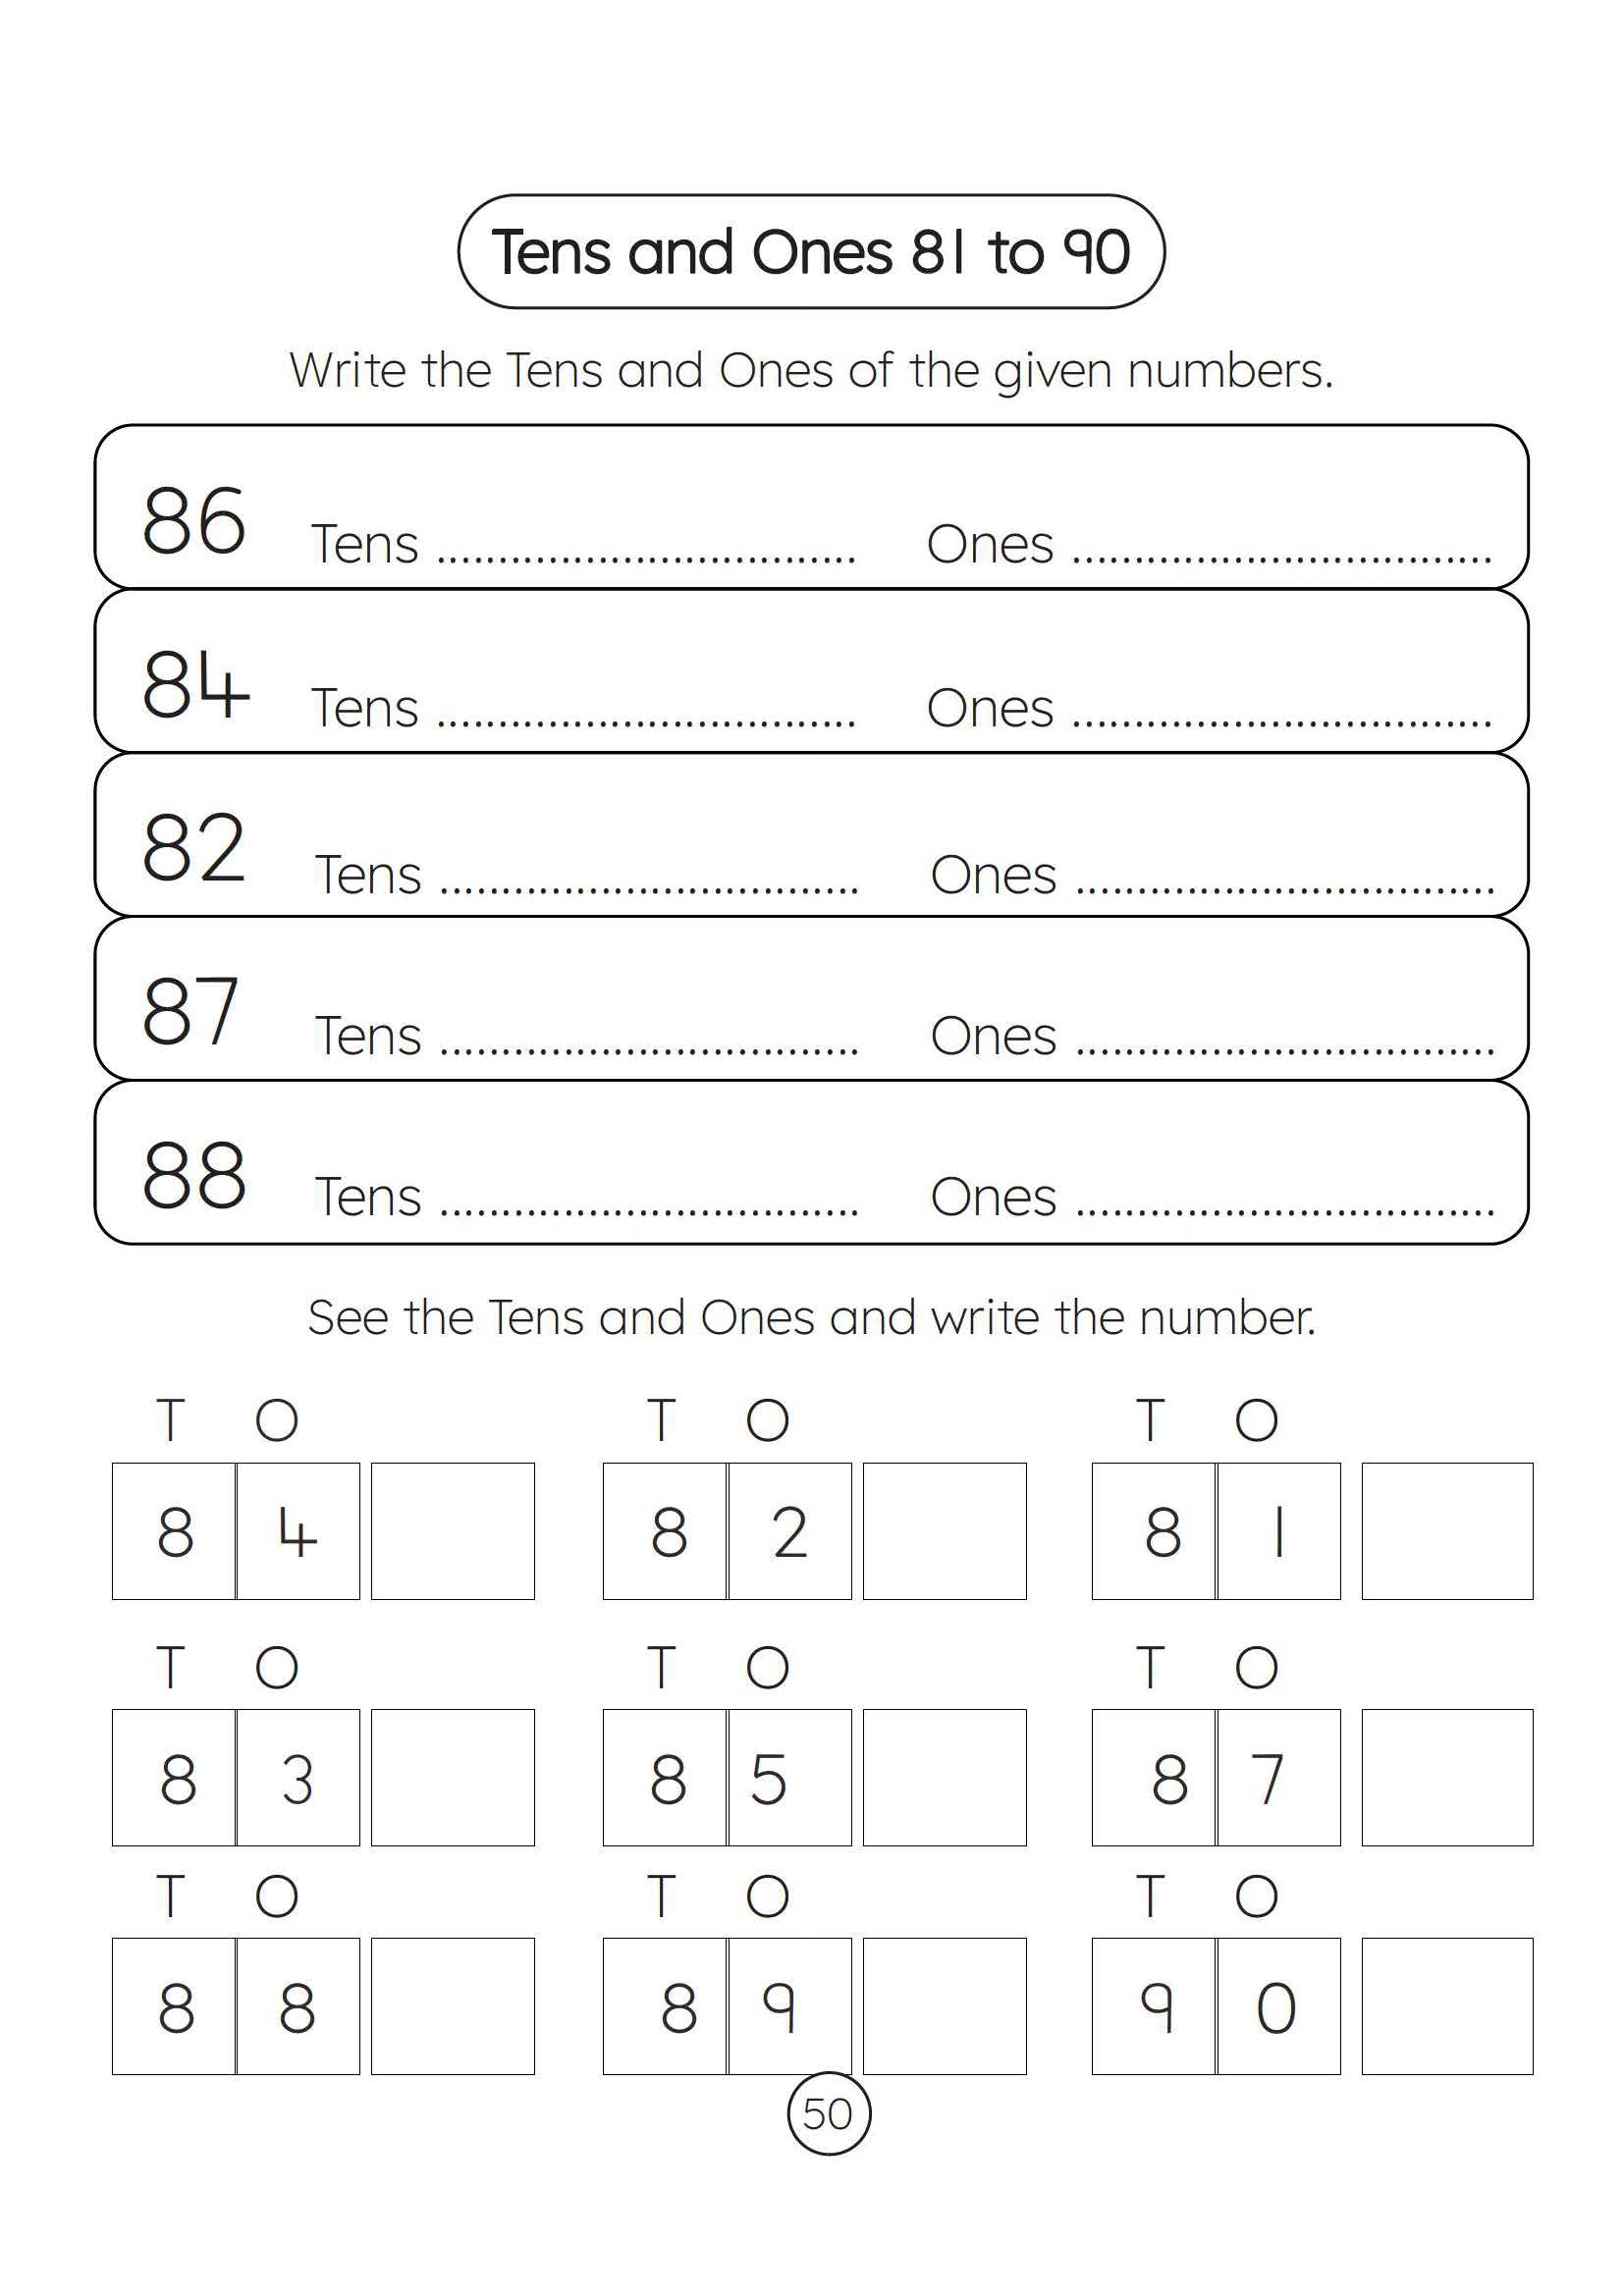 Tens and Ones 81 to 90
Write the Tens and Ones of the given numbers.
86 Tens .................................. Ones ..................................
84 Tens .................................. Ones ..................................
82 Tens .................................. Ones ..................................
87 Tens .................................. Ones ..................................
88 Tens .................................. Ones ..................................
See the Tens and Ones and write the number.
T O T O T O
8 4 8 2 8 1
T O T O T O
8 3 8 5 8 7
T O T O T O
8 8 8 9 9 0
50